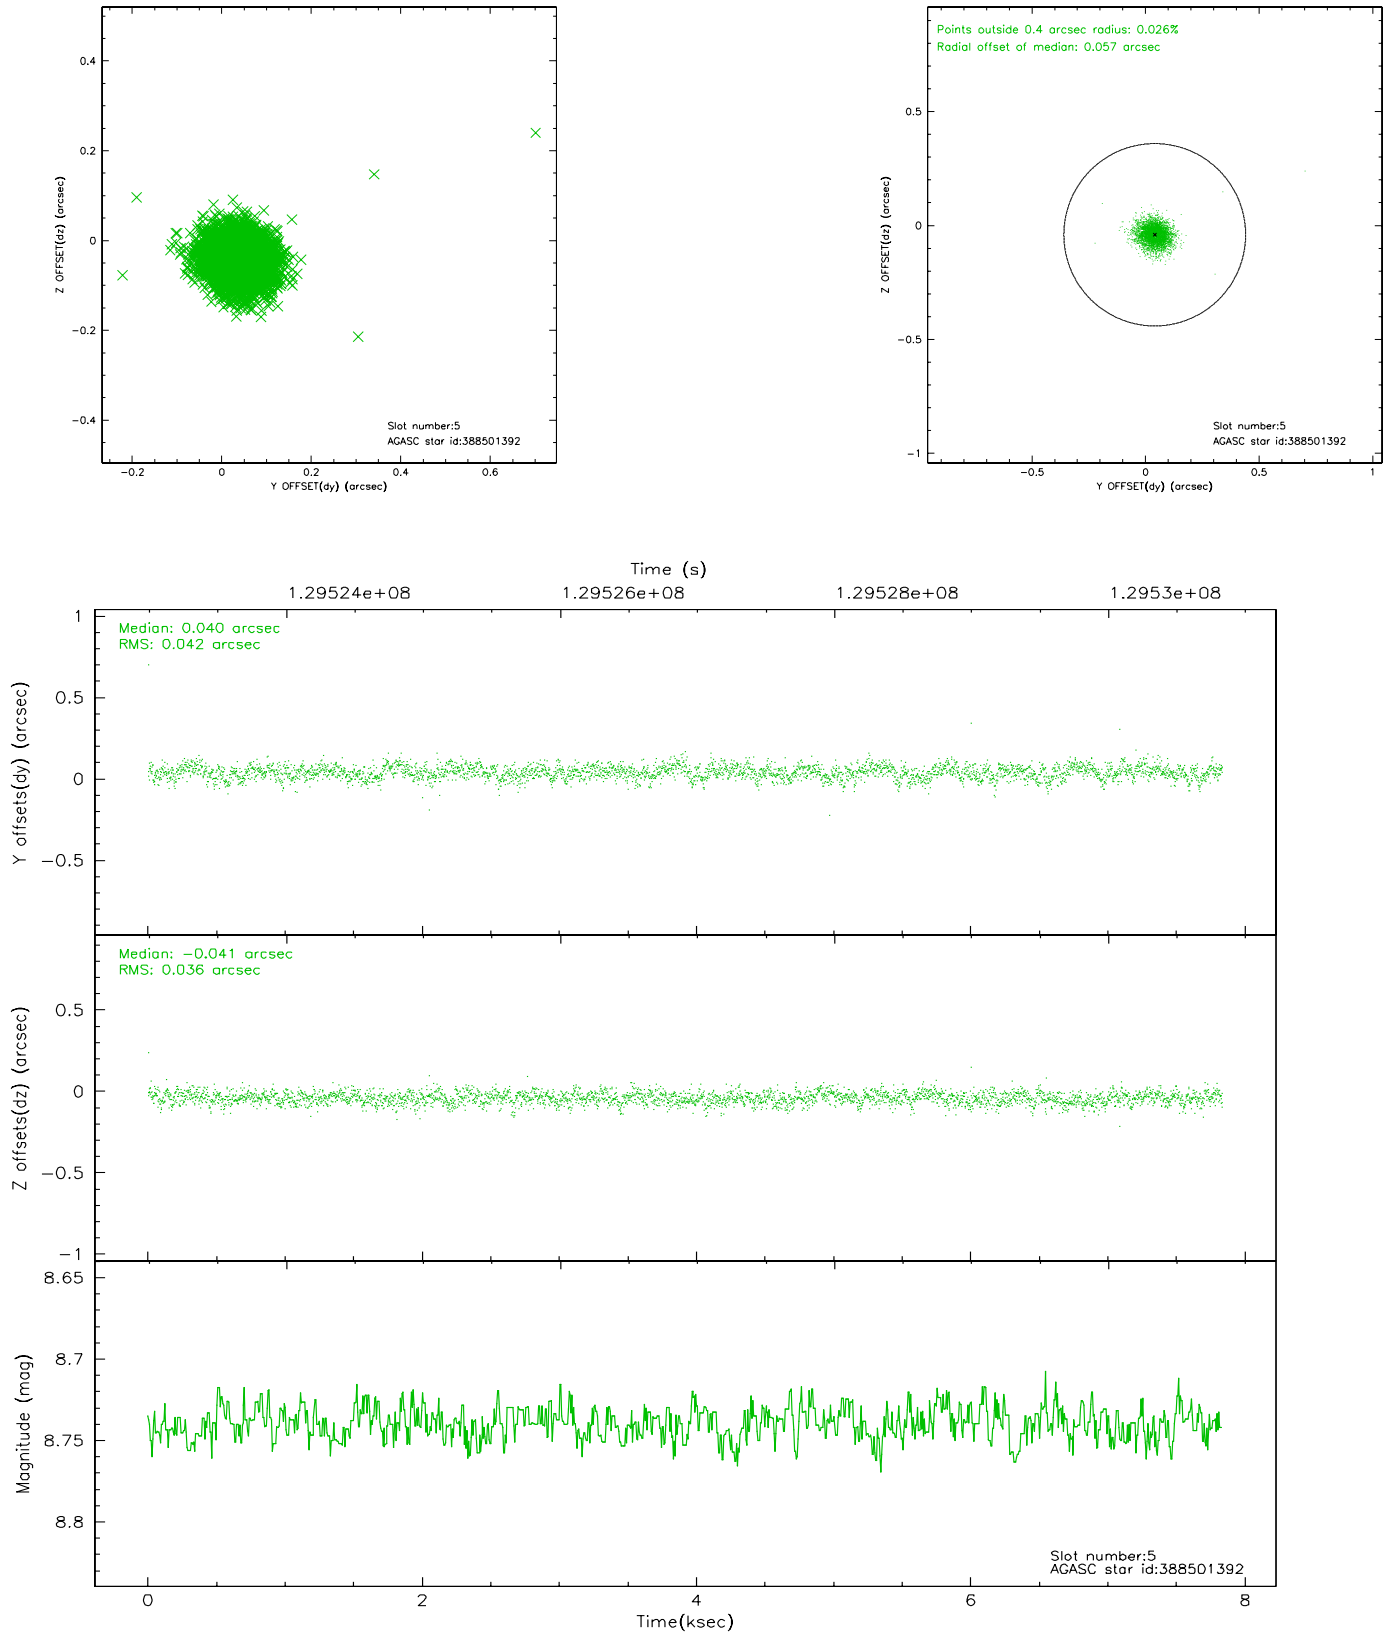 0.4
0.2
0
−0.2
−0.4
Z OFFSET(dz) (arcsec)
Slot number:5
AGASC star id:388501392
−0.2 0 0.2 0.4 0.6
Y OFFSET(dy) (arcsec)
Points outside 0.4 arcsec radius: 0.026%
Radial offset of median: 0.057 arcsec
0.5
0
−0.5
−1
Z OFFSET(dz) (arcsec)
Slot number:5
AGASC star id:388501392
−0.5 0 0.5 1
Y OFFSET(dy) (arcsec)
Time (s)
1.29524e+08 1.29526e+08 1.29528e+08 1.2953e+08
Median: 0.040 arcsec
RMS: 0.042 arcsec
1
0.5
0
−0.5
Y offsets(dy) (arcsec)
Median: −0.041 arcsec
RMS: 0.036 arcsec
0.5
0
−0.5
−1
Z offsets(dz) (arcsec)
8.65
8.7
8.75
8.8
Magnitude (mag)
Slot number:5
AGASC star id:388501392
0 2 4 6 8
Time(ksec)